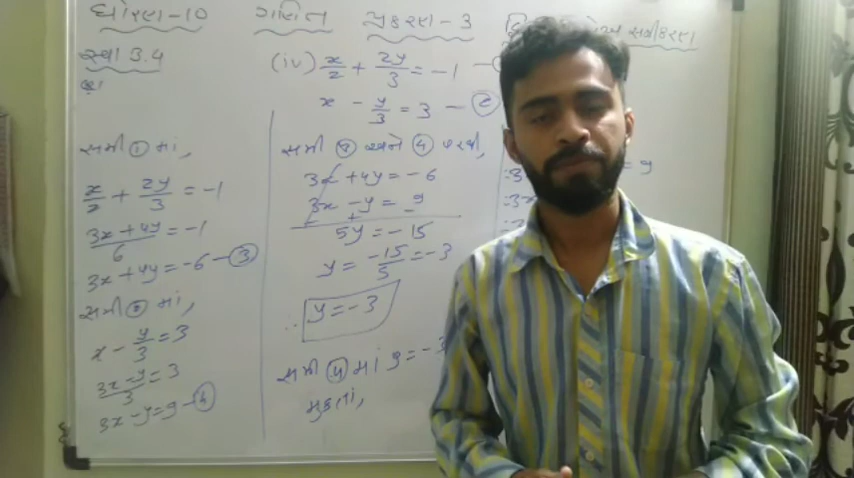 ધોરણ-10 ગણિત પ્રકરણ-3
સ્વા 3.4
(iv) x/2 + 2y/3 = -1
x - y/3 = 3 - ②
સમી ① માં,
x/2 + 2y/3 = -1
3x + 4y/6 = -1
3x + 4y = -6 - ③
સમી ② માં,
x - y/3 = 3
3x - y/3 = 3
3x - y = 9 - ④
સમી ③ અને ④ પરથી,
3x + 4y = -6
3x - y = 9
- + -
5y = -15
y = -15/5 = -3
∴ y = -3
સમી ④ માં y = -3
મુકતાં,
= 9